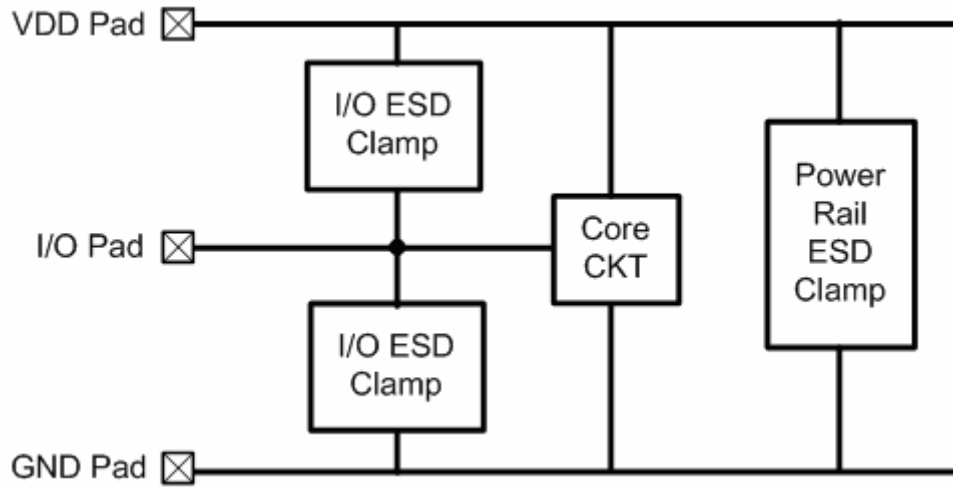 VDD Pad
I/O ESD
Clamp
I/O Pad
Core
CKT
Power
Rail
ESD
Clamp
I/O ESD
Clamp
GND Pad